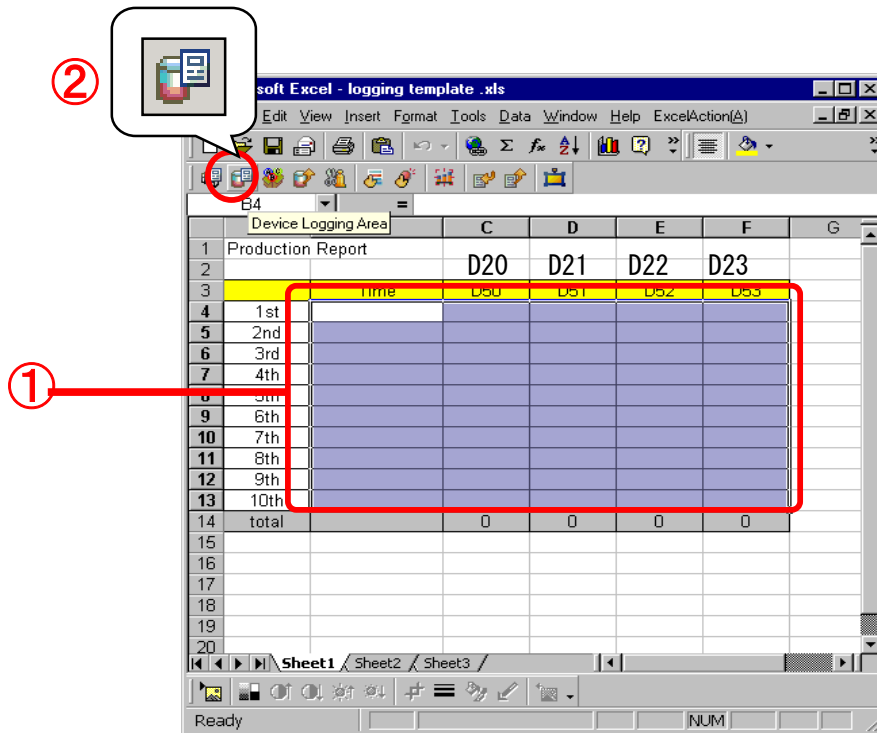 ②
soft Excel - logging template .xls
Edit View Insert Format Tools Data Window Help ExcelAction(A)
B4 =
Device Logging Area
C D E F G
1 Production Report
2 D20 D21 D22 D23
3 Time D50 D51 D52 D53
4 1st
5 2nd
6 3rd
7 4th
①
8 5th
9 6th
10 7th
11 8th
12 9th
13 10th
14 total 0 0 0 0
15
16
17
18
19
20
Sheet1 Sheet2 Sheet3
Ready NUM